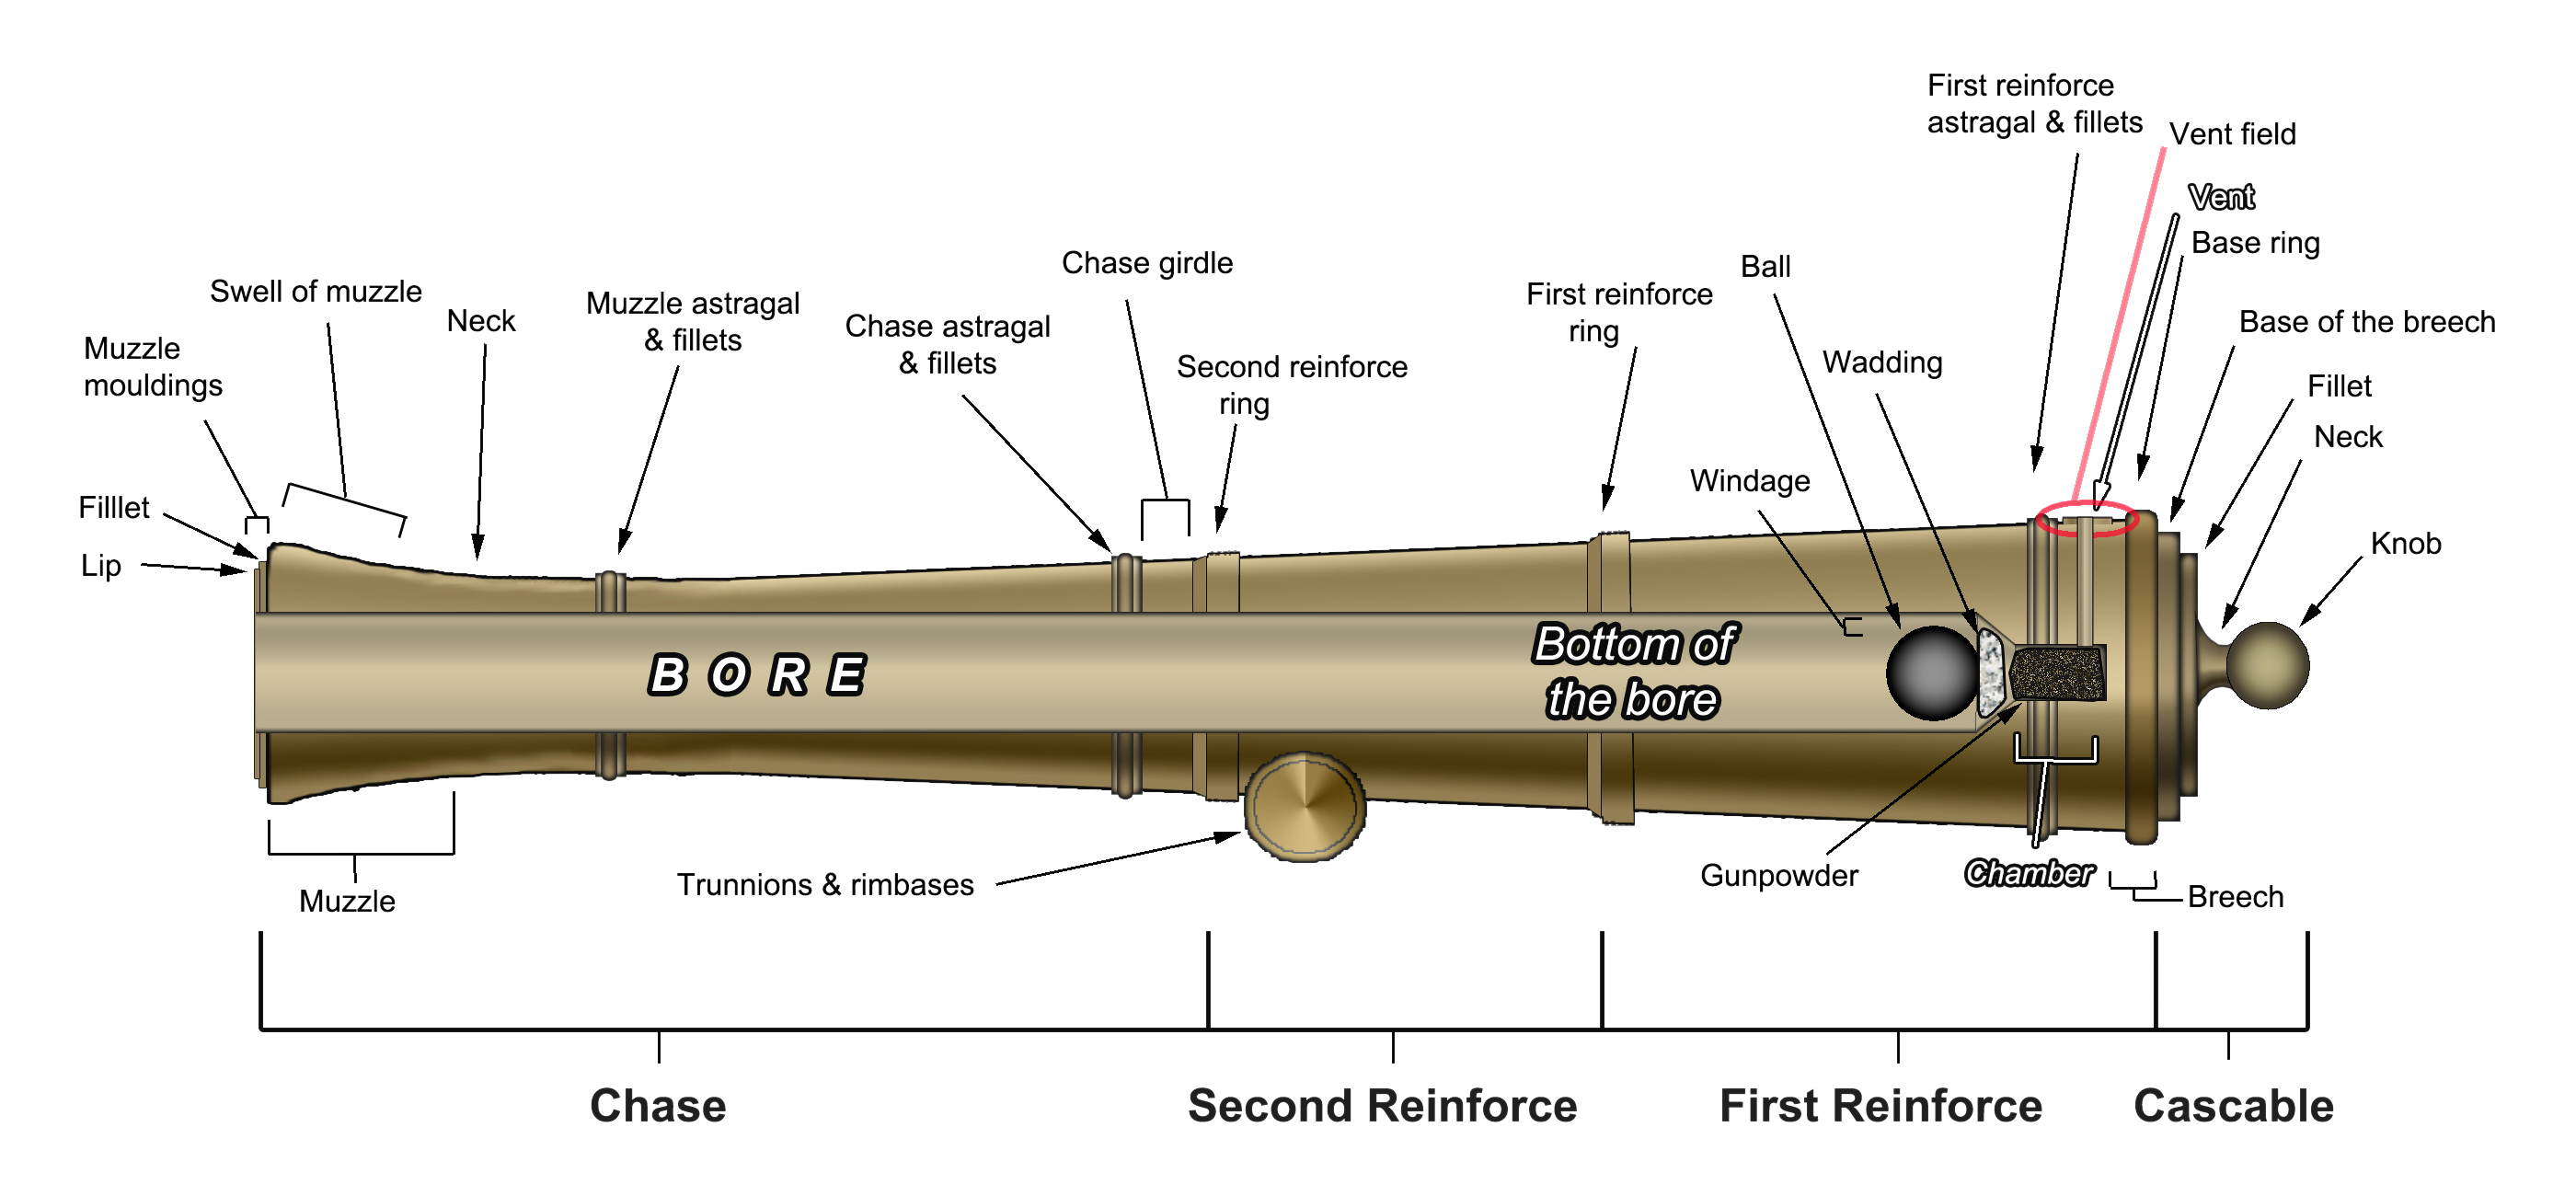 First reinforce
astragal & fillets
Vent field
Vent
Base ring
Chase girdle
Ball
Swell of muzzle
First reinforce
ring
Muzzle astragal
& fillets
Neck
Chase astragal
& fillets
Base of the breech
Muzzle
mouldings
Second reinforce
ring
Wadding
Fillet
Neck
Windage
Filllet
Knob
Lip
BORE
Bottom of
the bore
Trunnions & rimbases
Gunpowder
Chamber
Breech
Muzzle
Chase
Second Reinforce
First Reinforce
Cascable